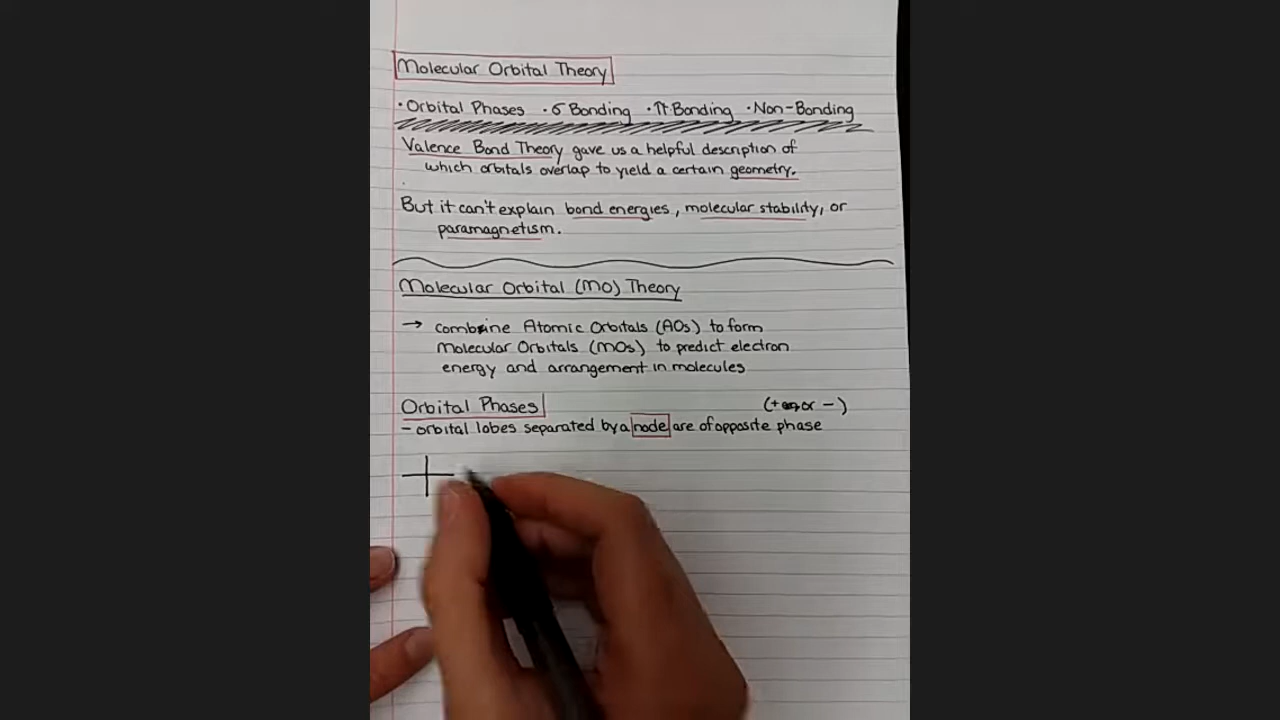 Molecular Orbital Theory
• Orbital Phases • σ Bonding • π Bonding • Non-Bonding
Valence Bond Theory gave us a helpful description of
which orbitals overlap to yield a certain geometry.
But it can't explain bond energies, molecular stability, or
paramagnetism.
Molecular Orbital (MO) Theory
→ combine Atomic Orbitals (AOs) to form
Molecular Orbitals (MOs) to predict electron
energy and arrangement in molecules
Orbital Phases (+ or −)
- orbital lobes separated by a node are of opposite phase